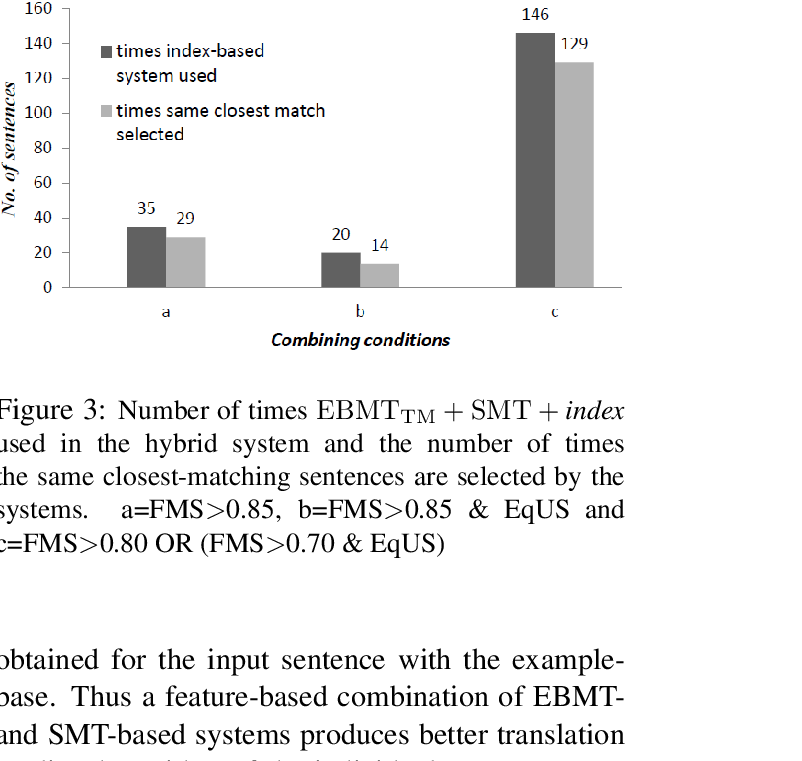 160
146
140
129
times index-based
system used
120
times same closest match
selected
100
80
60
40
35
29
20
20
14
0
No. of sentences
a
b
c
Combining conditions
Figure 3: Number of times EBMTTM + SMT + index
used in the hybrid system and the number of times
the same closest-matching sentences are selected by the
systems. a=FMS>0.85, b=FMS>0.85 & EqUS and
c=FMS>0.80 OR (FMS>0.70 & EqUS)
obtained for the input sentence with the example-
base. Thus a feature-based combination of EBMT-
and SMT-based systems produces better translation